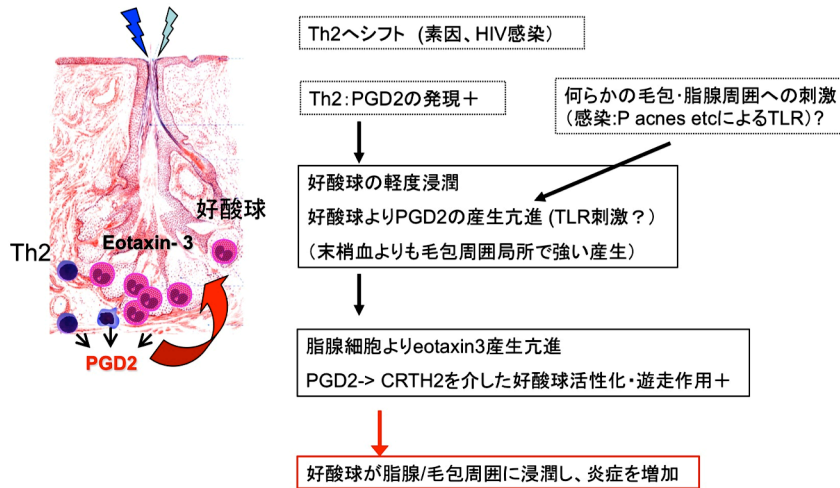 Th2へシフト (素因、HIV感染)
Th2:PGD2の発現+
何らかの毛包・脂腺周囲への刺激
(感染:P acnes etcによるTLR)?
好酸球の軽度浸潤
好酸球よりPGD2の産生亢進 (TLR刺激?)
(末梢血よりも毛包周囲局所で強い産生)
脂腺細胞よりeotaxin3産生亢進
PGD2-> CRTH2を介した好酸球活性化・遊走作用+
好酸球が脂腺/毛包周囲に浸潤し、炎症を増加
好酸球
Eotaxin- 3
Th2
PGD2